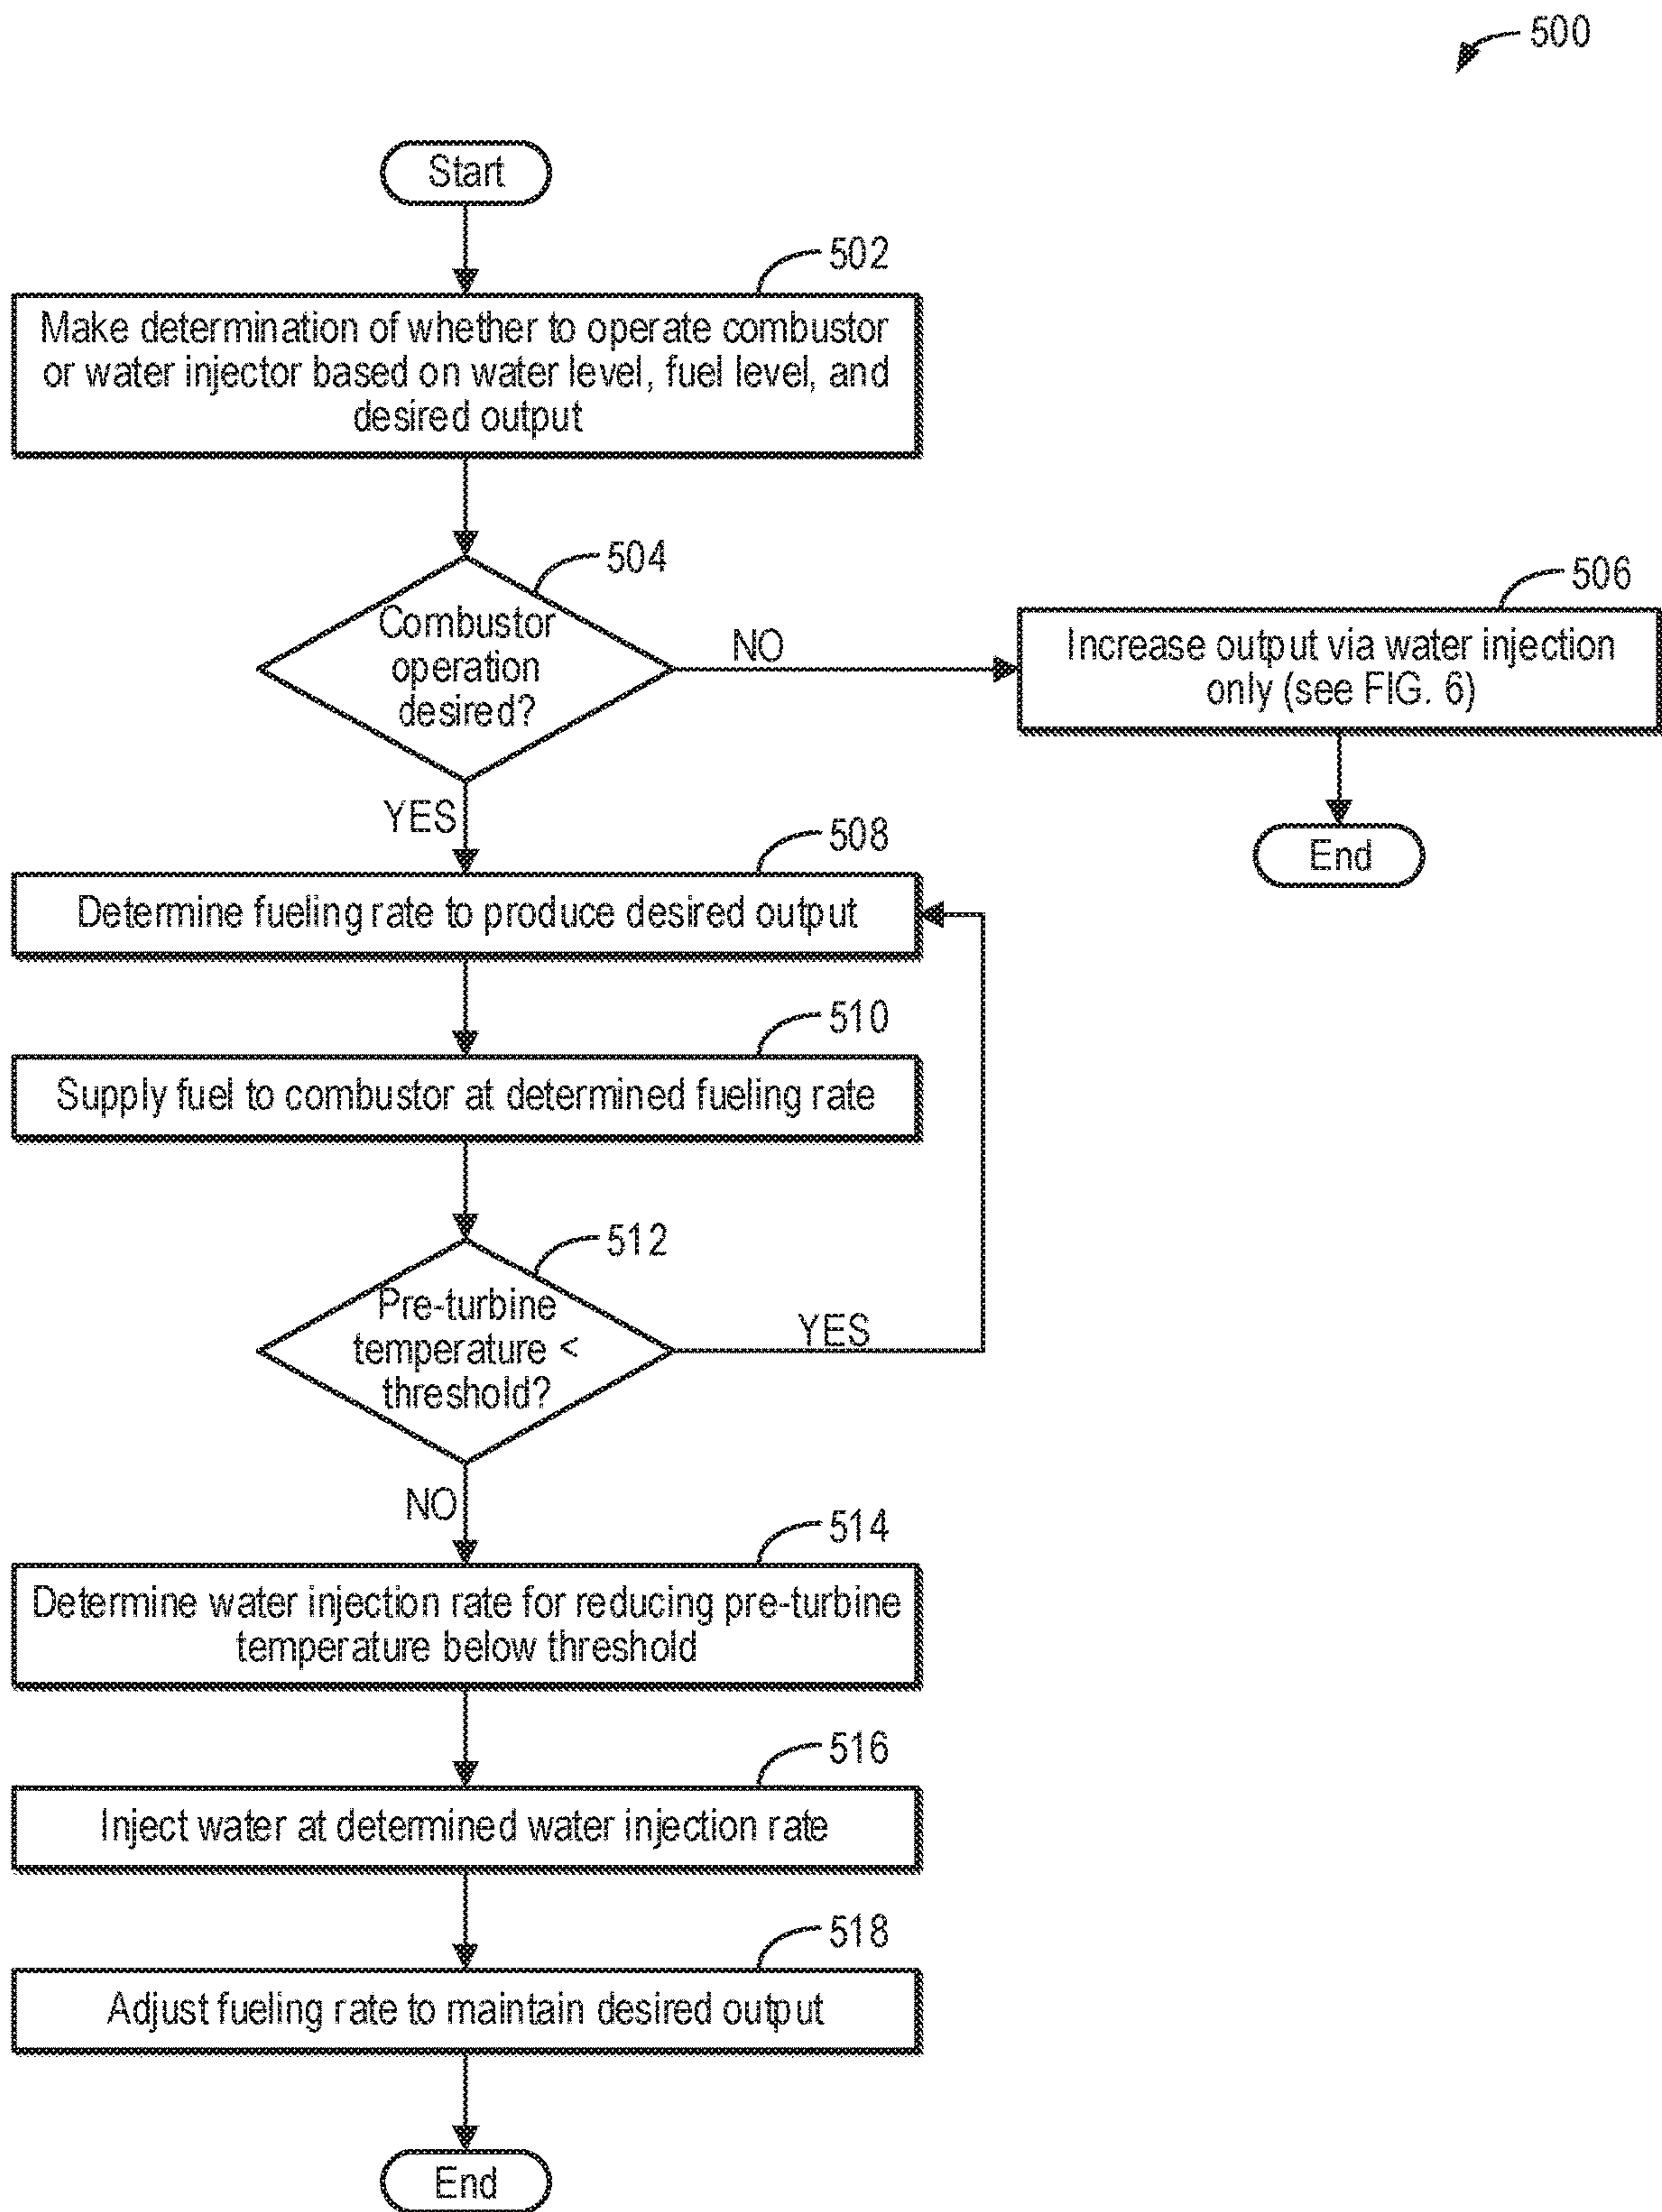 500
Start
502
Make determination of whether to operate combustor
or water injector based on water level, fuel level, and
desired output
504
Combustor
operation
desired?
NO
506
Increase output via water injection
only (see FIG. 6)
End
YES
508
Determine fueling rate to produce desired output
510
Supply fuel to combustor at determined fueling rate
512
Pre-turbine
temperature <
threshold?
YES
NO
514
Determine water injection rate for reducing pre-turbine
temperature below threshold
516
Inject water at determined water injection rate
518
Adjust fueling rate to maintain desired output
End